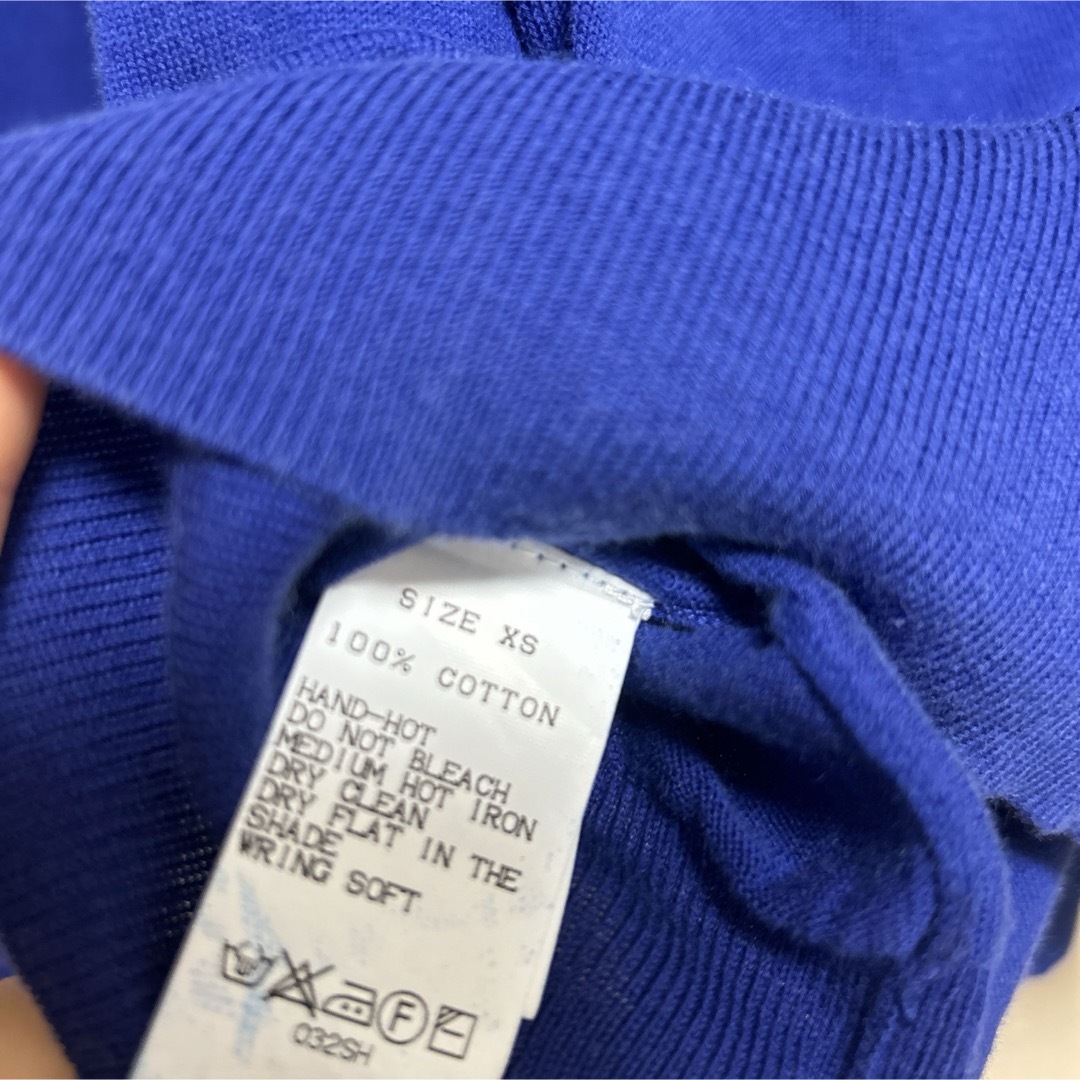 SIZE XS
100% COTTON
HAND-HOT
DO NOT BLEACH
MEDIUM HOT IRON
DRY CLEAN
DRY FLAT IN THE
SHADE
WRING SOFT
F
032SH